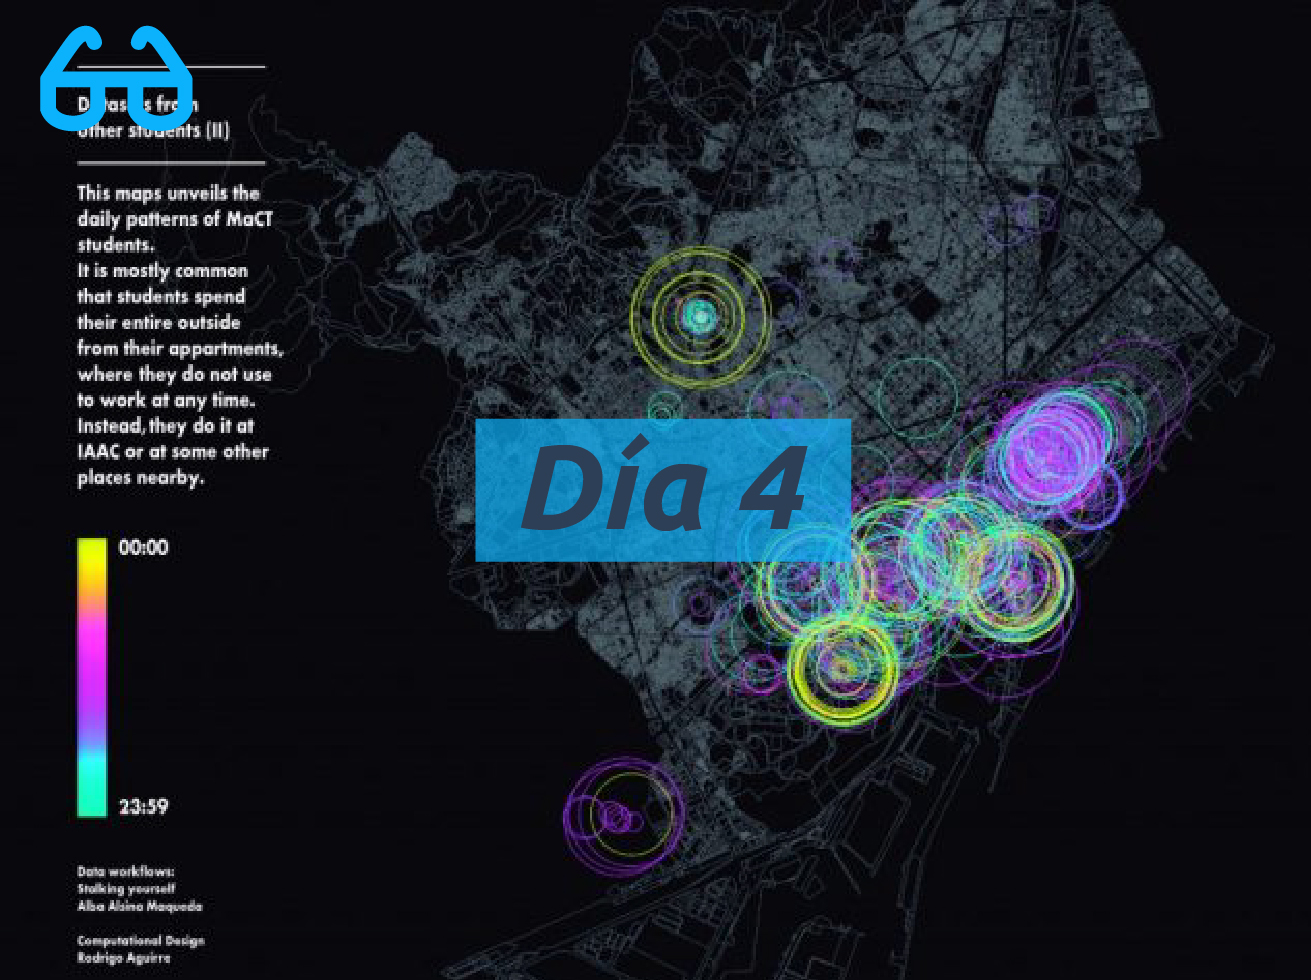 Datasets from
other students (II)
This maps unveils the
daily patterns of MaCT
students.
It is mostly common
that students spend
their entire outside
from their appartments,
where they do not use
to work at any time.
Instead, they do it at
IAAC or at some other
places nearby.
Día 4
00:00
23:59
Data workflows:
Stalking yourself
Alba Alsina Maqueda
Computational Design
Rodrigo Aguirre